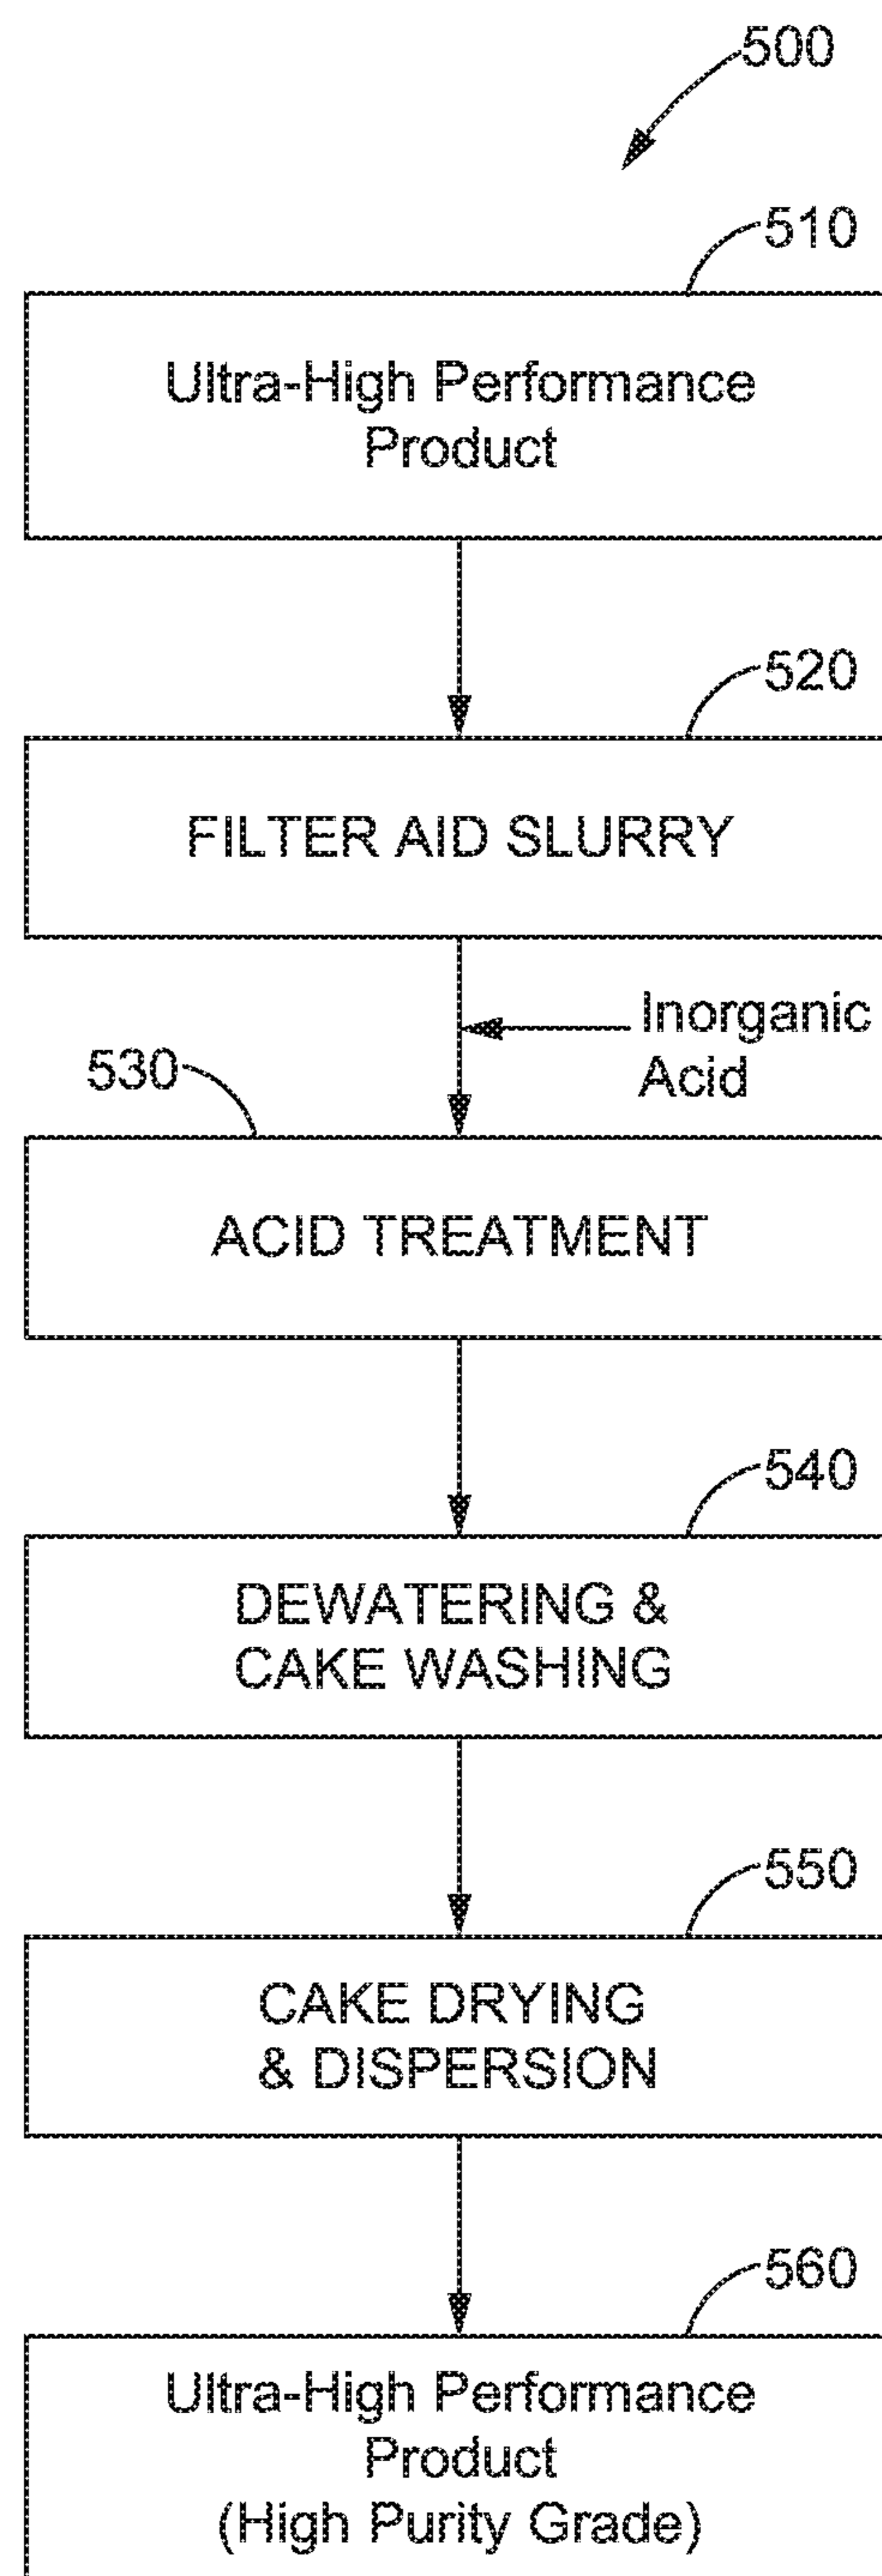 500
510
Ultra-High Performance
Product
520
FILTER AID SLURRY
Inorganic
Acid
530
ACID TREATMENT
540
DEWATERING &
CAKE WASHING
550
CAKE DRYING
& DISPERSION
560
Ultra-High Performance
Product
(High Purity Grade)